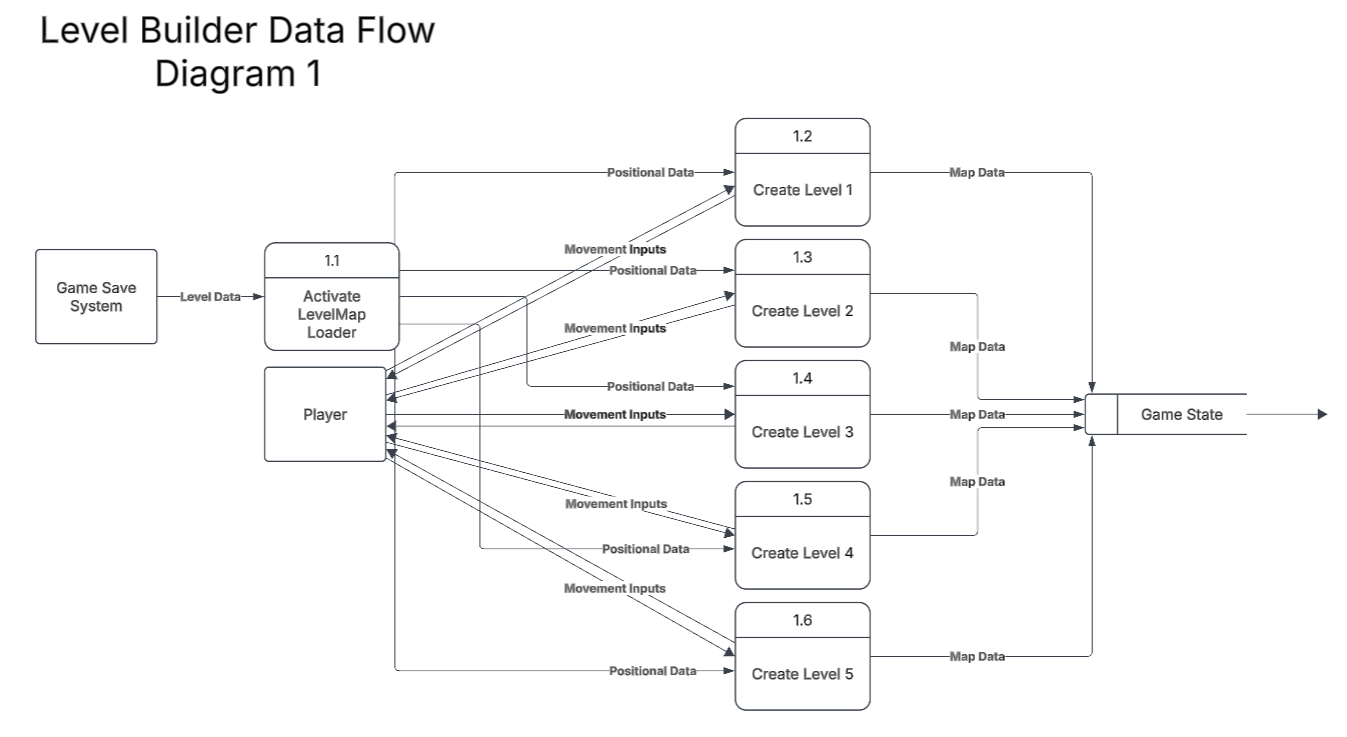 Level Builder Data Flow
Diagram 1
1.2
Positional Data
Create Level 1
Map Data
Game Save
System
Level Data
1.1
Activate
LevelMap
Loader
Movement Inputs
Positional Data
1.3
Create Level 2
Map Data
Movement Inputs
Player
Positional Data
1.4
Movement Inputs
Create Level 3
Map Data
Game State
Movement Inputs
1.5
Create Level 4
Map Data
Positional Data
Movement Inputs
1.6
Positional Data
Create Level 5
Map Data